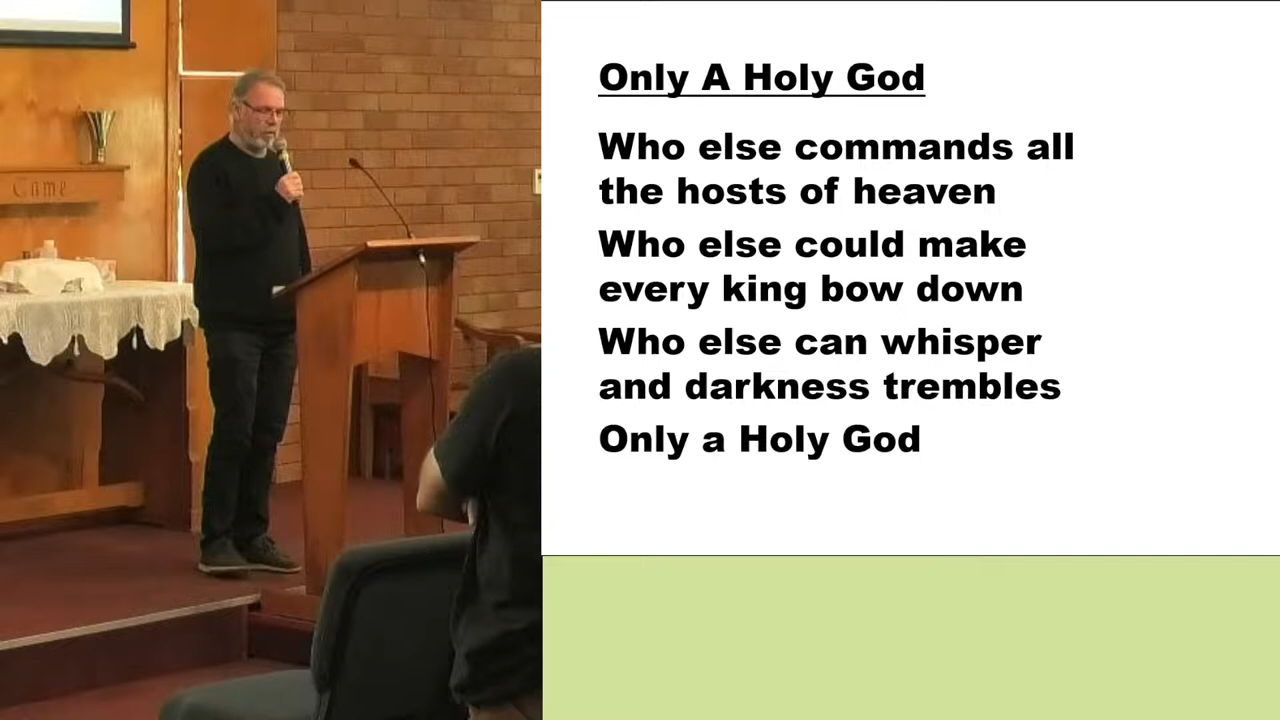 Come
Only A Holy God
Who else commands all
the hosts of heaven
Who else could make
every king bow down
Who else can whisper
and darkness trembles
Only a Holy God